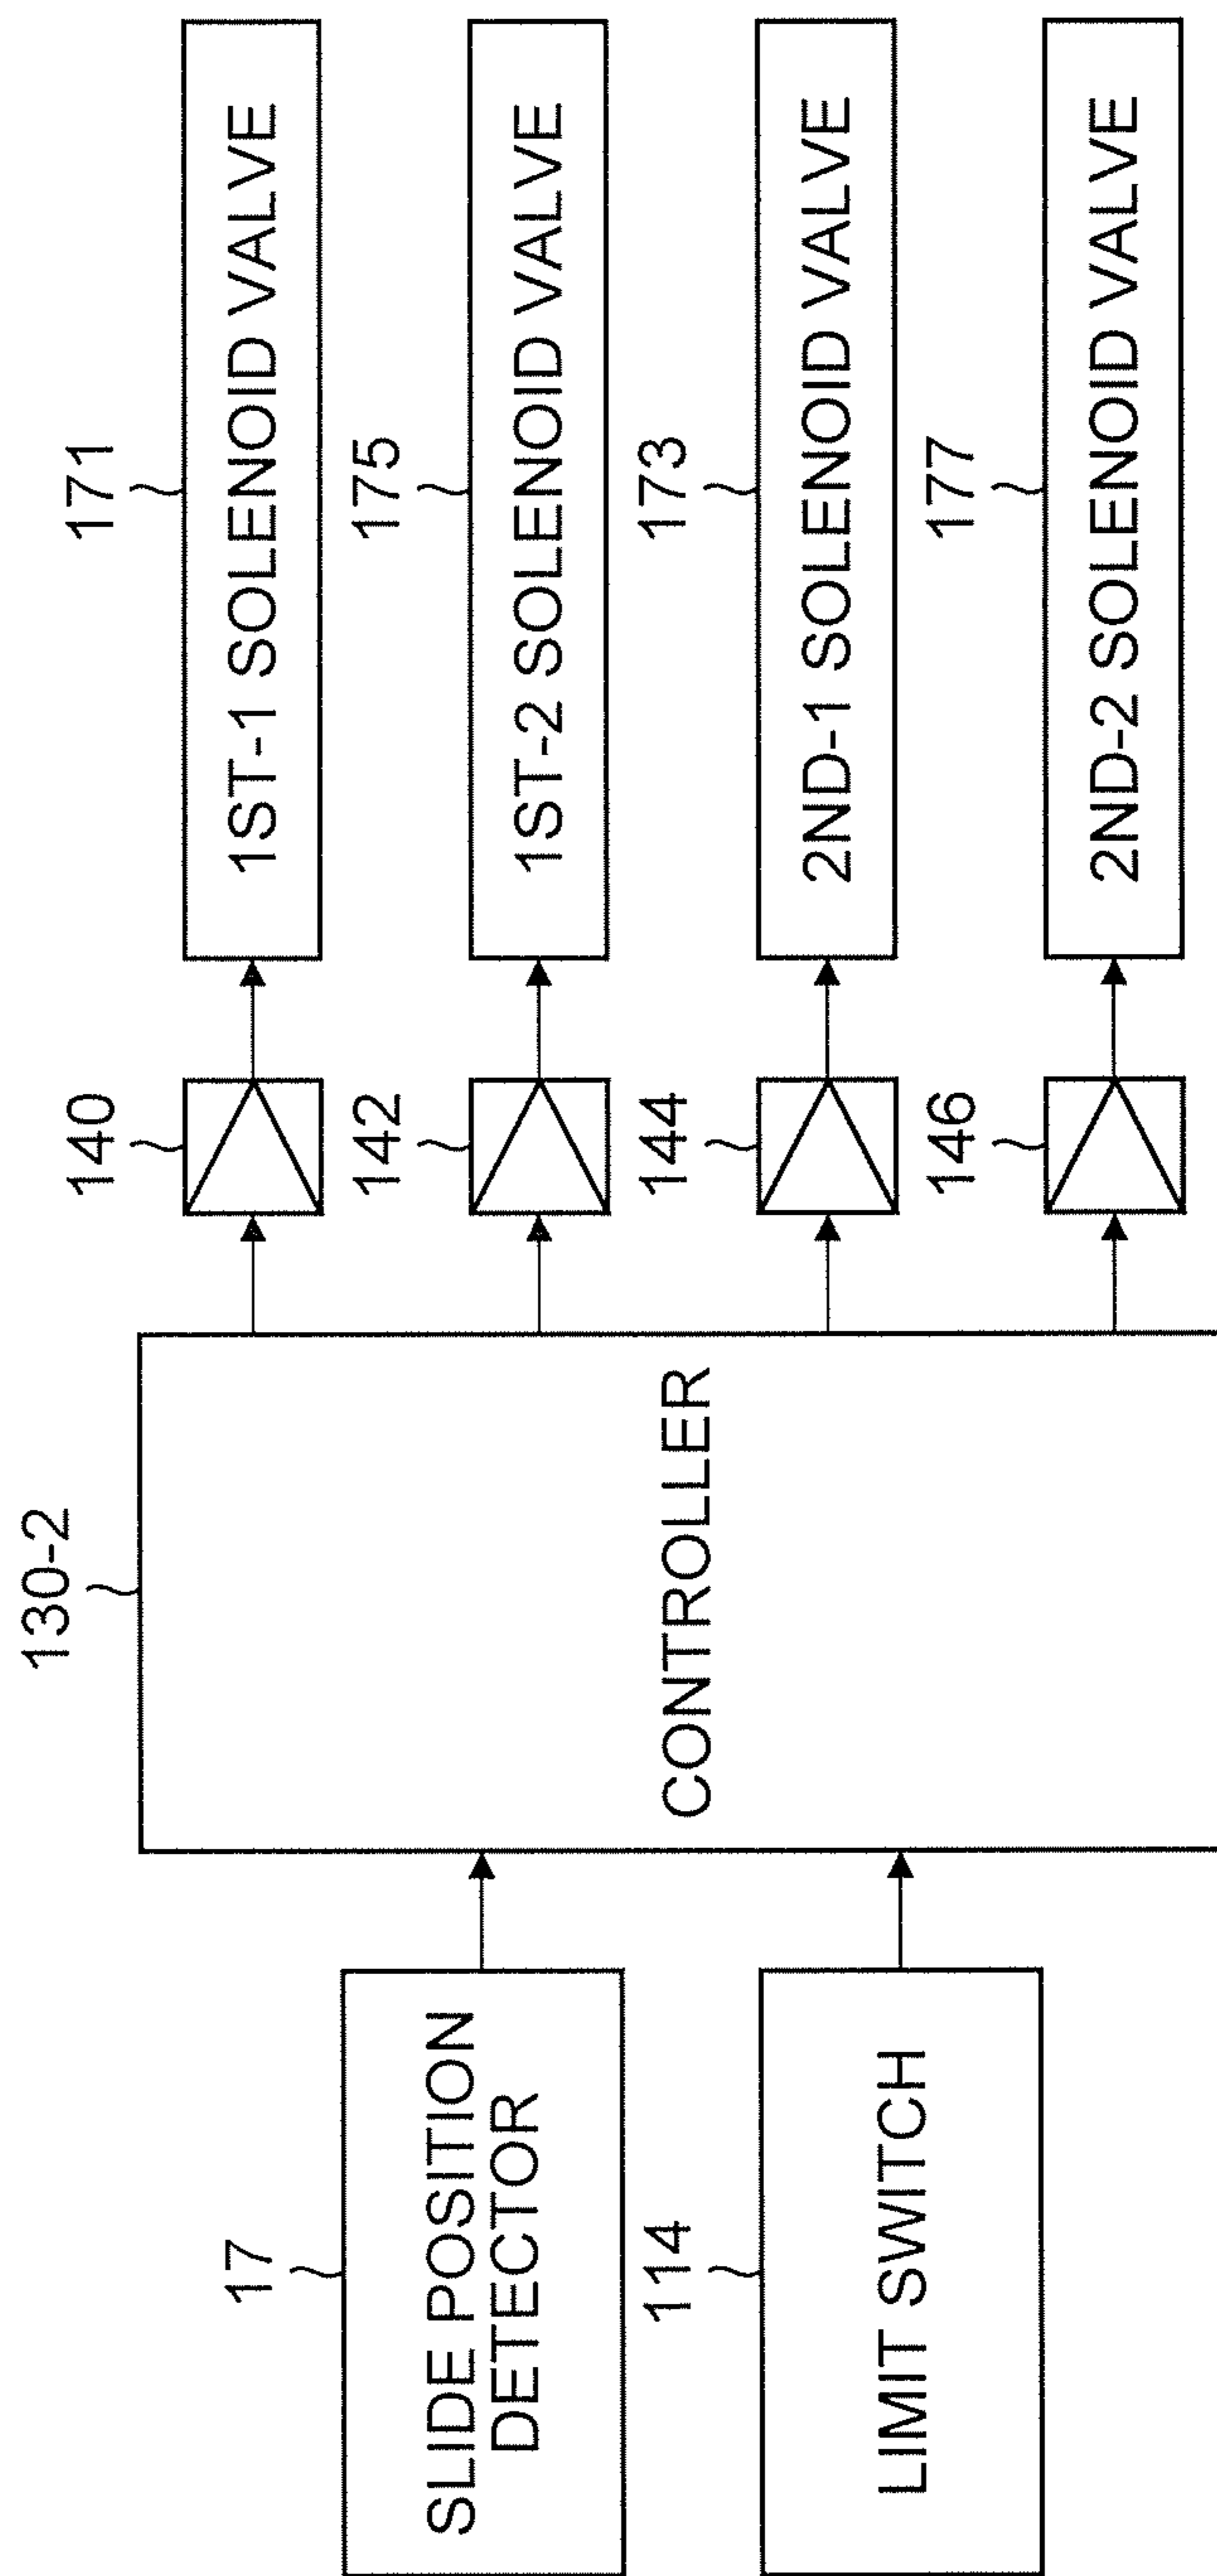 17
SLIDE POSITION
DETECTOR
114
LIMIT SWITCH
130-2
CONTROLLER
140
142
144
146
171
1ST-1 SOLENOID VALVE
175
1ST-2 SOLENOID VALVE
173
2ND-1 SOLENOID VALVE
177
2ND-2 SOLENOID VALVE